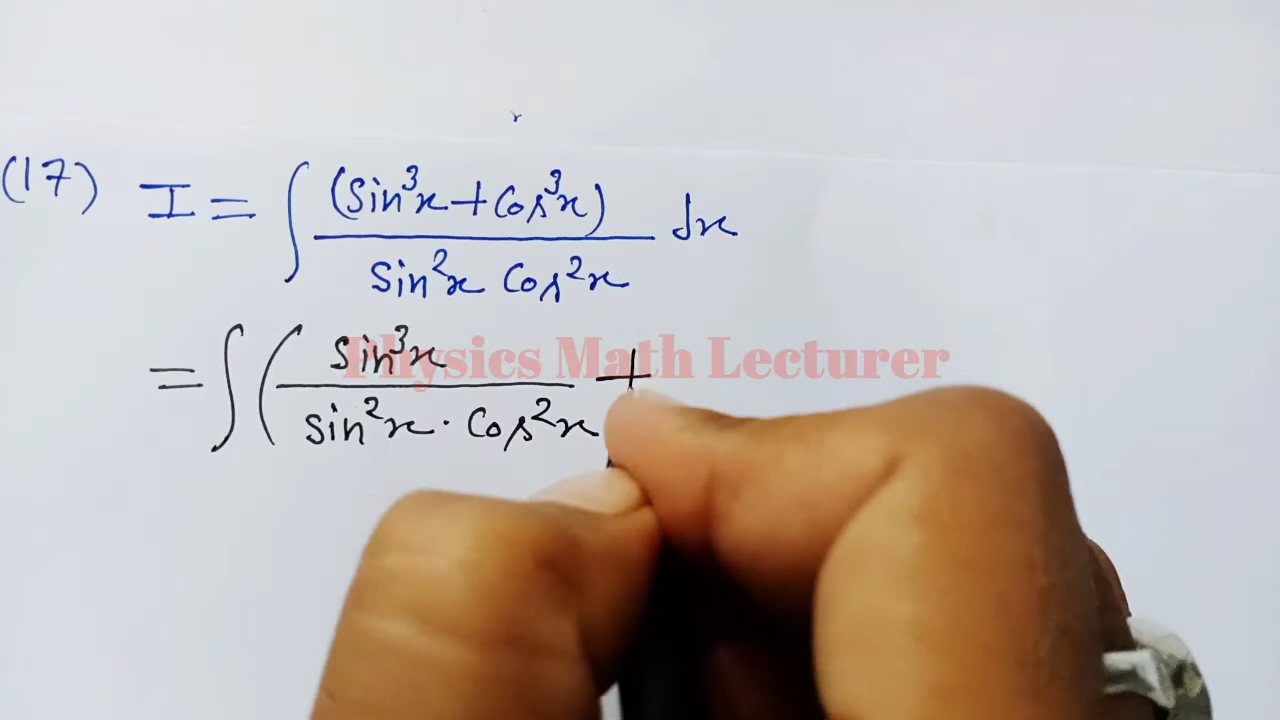 (17) I = ∫ (sin³x + cos³x) / sin²x cos²x dx
= ∫ ( sin³x / sin²x · cos²x +
Physics Math Lecturer